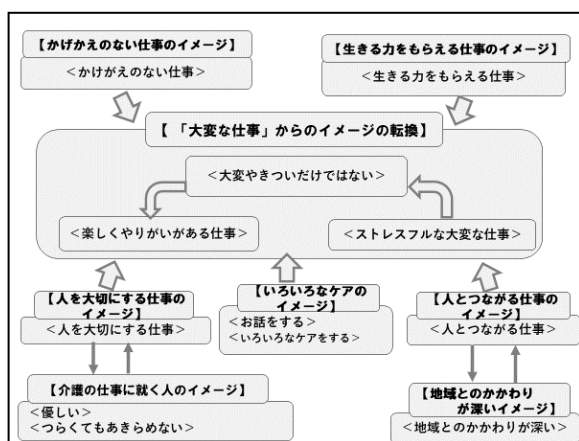 【かげかえのない仕事のイメージ】
＜かけがえのない仕事＞
【生きる力をもらえる仕事のイメージ】
＜生きる力をもらえる仕事＞
【 「大変な仕事」からのイメージの転換】
＜大変やきついだけではない＞
＜楽しくやりがいがある仕事＞
＜ストレスフルな大変な仕事＞
【人を大切にする仕事の
イメージ】
＜人を大切にする仕事＞
【いろいろなケアの
イメージ】
＜お話をする＞
＜いろいろなケアをする＞
【人とつながる仕事の
イメージ】
＜人とつながる仕事＞
【介護の仕事に就く人のイメージ】
＜優しい＞
＜つらくてもあきらめない＞
【地域とのかかわり
が深いイメージ】
＜地域とのかかわりが深い＞